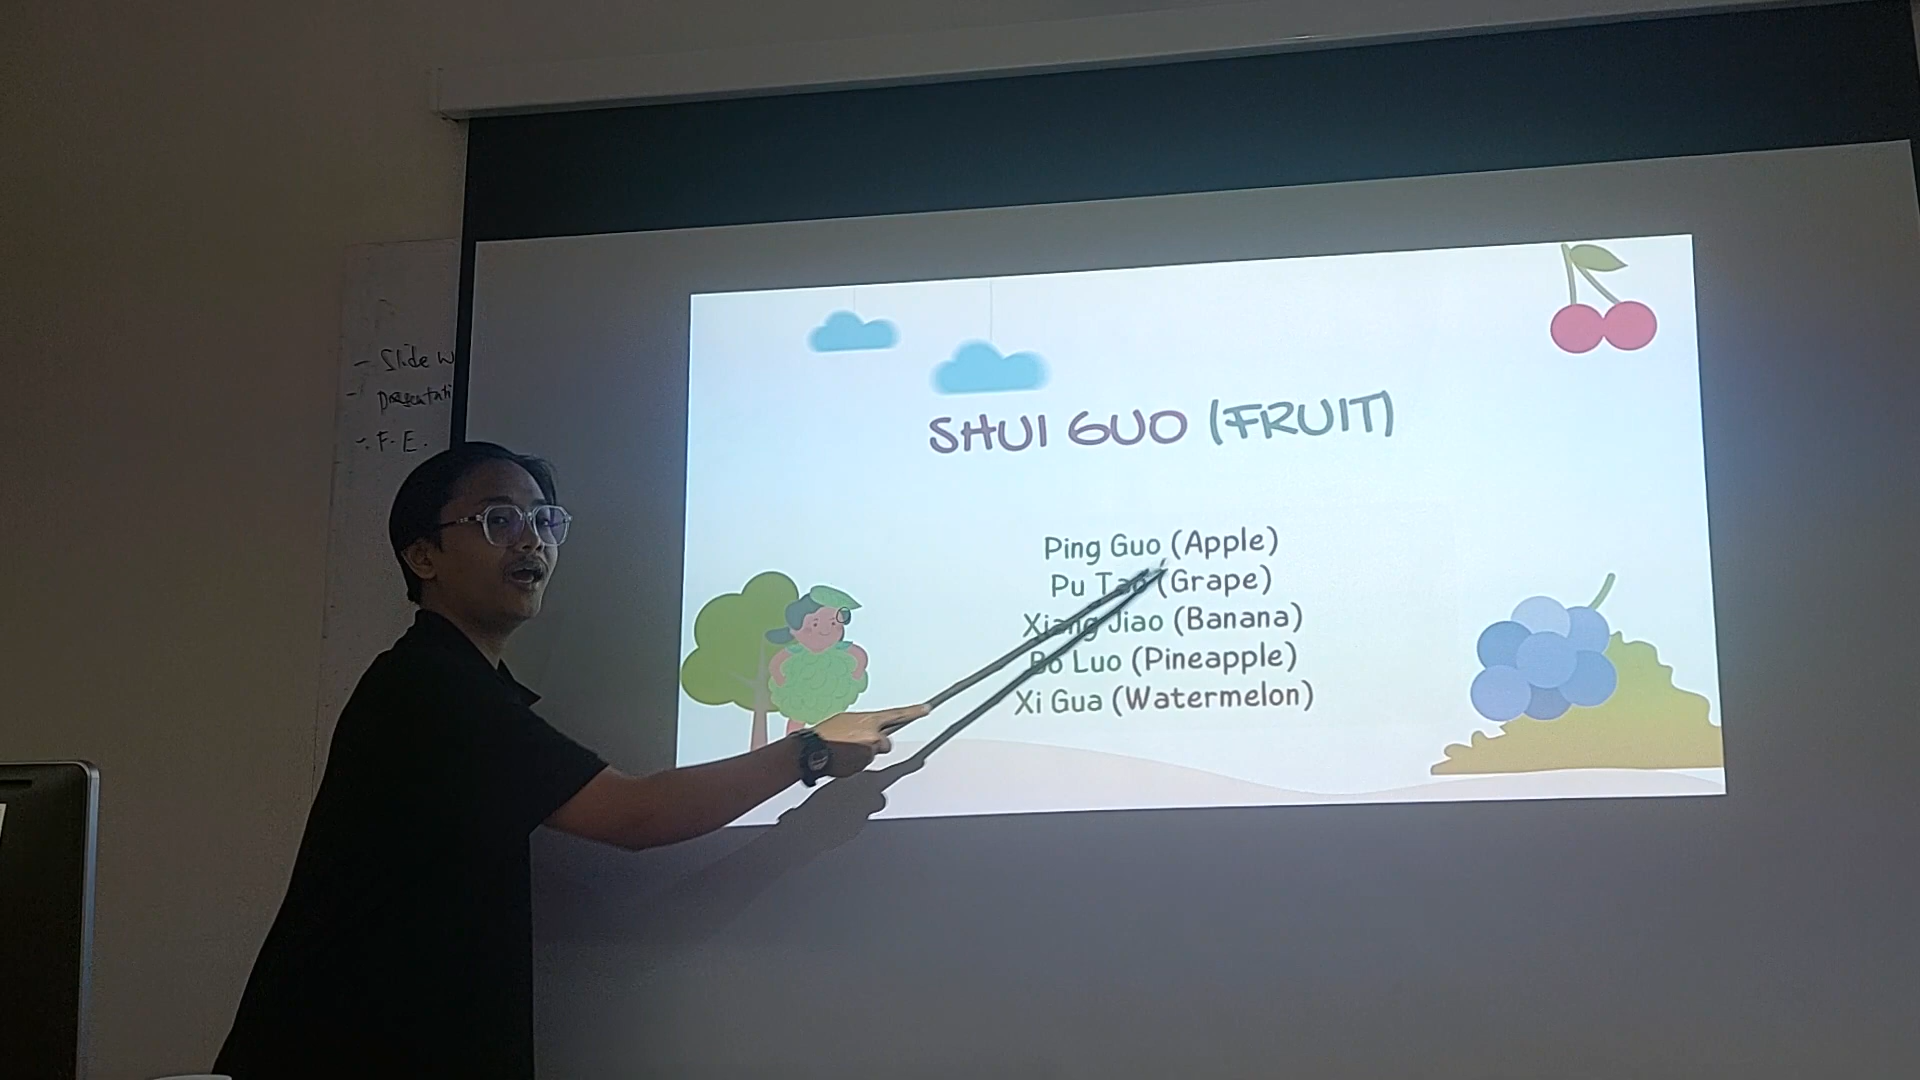 - Slide W
- Presentati
- F. E.
SHUI GUO (FRUIT)
Ping Guo (Apple)
Pu Tao (Grape)
Xiang Jiao (Banana)
Bo Luo (Pineapple)
Xi Gua (Watermelon)